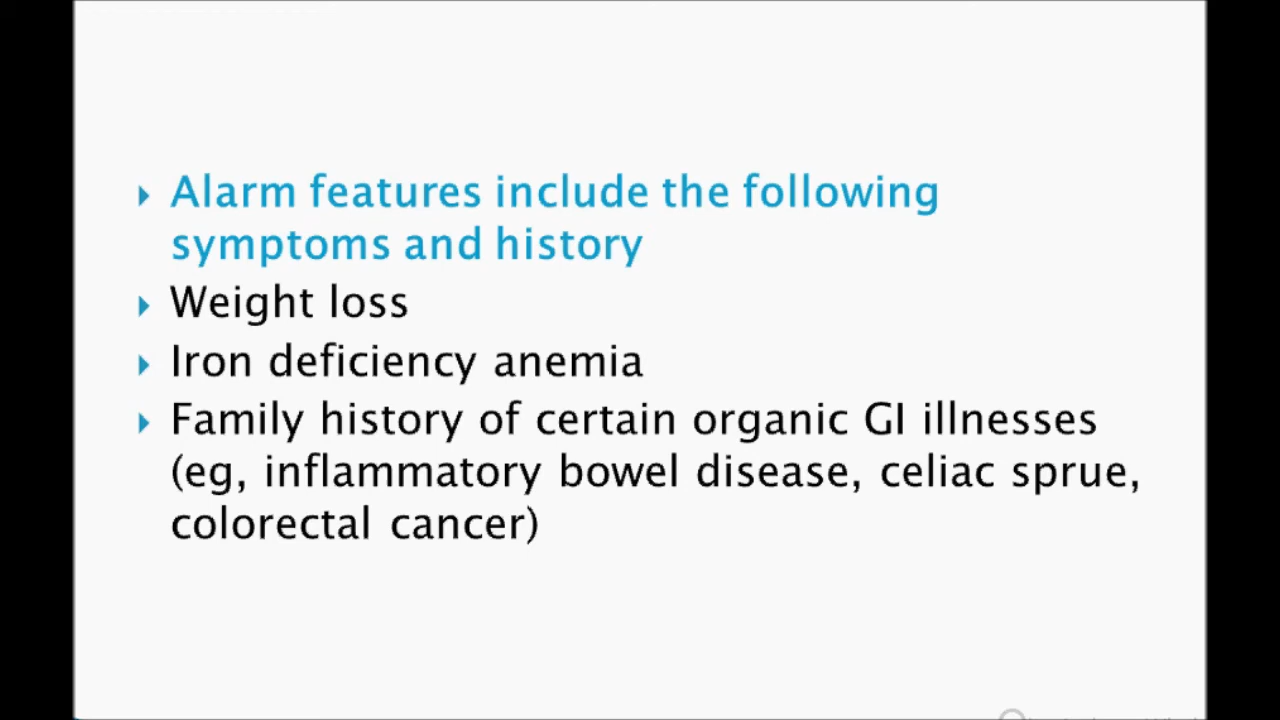 Alarm features include the following
symptoms and history
Weight loss
Iron deficiency anemia
Family history of certain organic GI illnesses
(eg, inflammatory bowel disease, celiac sprue,
colorectal cancer)